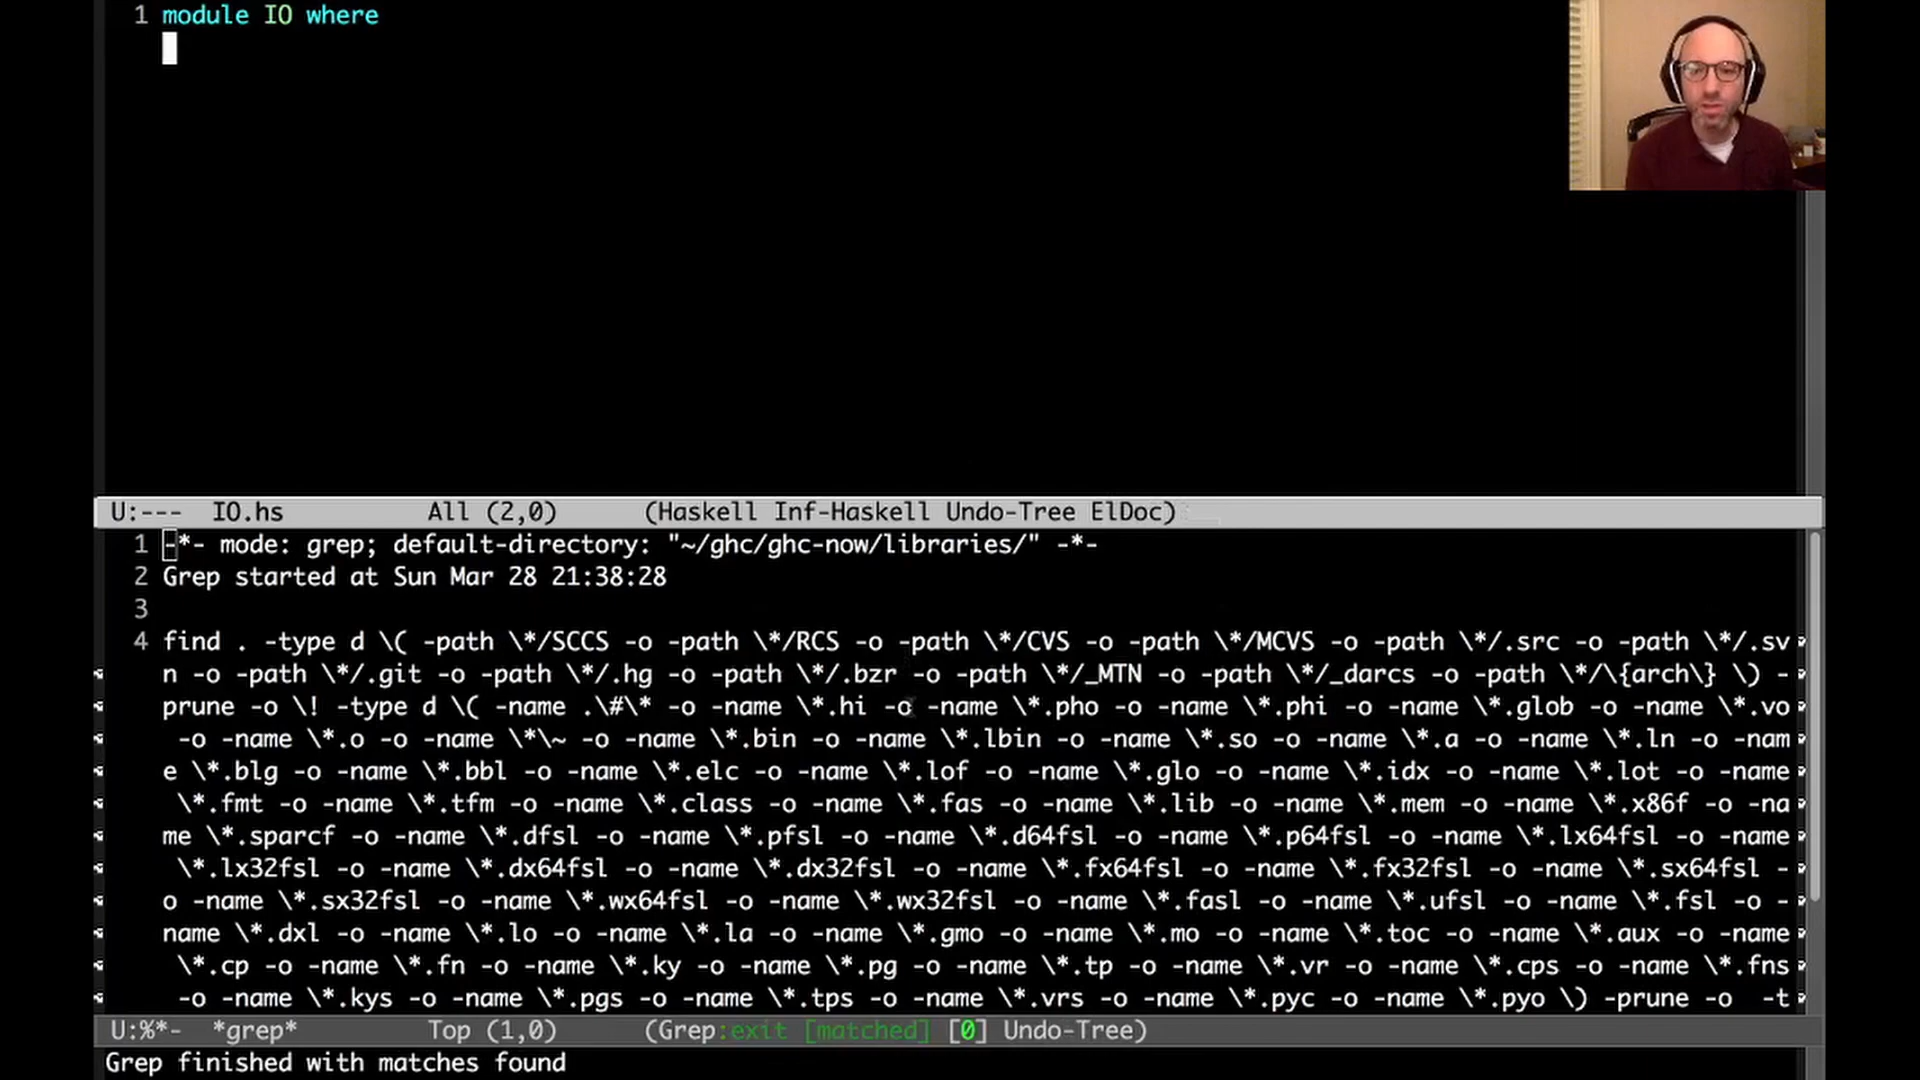 1 module IO where
U:--- IO.hs All (2,0) (Haskell Inf-Haskell Undo-Tree ElDoc)
1 -*- mode: grep; default-directory: "~/ghc/ghc-now/libraries/" -*-
2 Grep started at Sun Mar 28 21:38:28
3
4 find . -type d \( -path \*/SCCS -o -path \*/RCS -o -path \*/CVS -o -path \*/MCVS -o -path \*/.src -o -path \*/.sv
n -o -path \*/.git -o -path \*/.hg -o -path \*/.bzr -o -path \*/_MTN -o -path \*/_darcs -o -path \*/\{arch\} \) -
prune -o \! -type d \( -name .\#\* -o -name \*.hi -o -name \*.pho -o -name \*.phi -o -name \*.glob -o -name \*.vo
-o -name \*.o -o -name \*\~ -o -name \*.bin -o -name \*.lbin -o -name \*.so -o -name \*.a -o -name \*.ln -o -nam
e \*.blg -o -name \*.bbl -o -name \*.elc -o -name \*.lof -o -name \*.glo -o -name \*.idx -o -name \*.lot -o -name
\*.fmt -o -name \*.tfm -o -name \*.class -o -name \*.fas -o -name \*.lib -o -name \*.mem -o -name \*.x86f -o -na
me \*.sparcf -o -name \*.dfsl -o -name \*.pfsl -o -name \*.d64fsl -o -name \*.p64fsl -o -name \*.lx64fsl -o -name
\*.lx32fsl -o -name \*.dx64fsl -o -name \*.dx32fsl -o -name \*.fx64fsl -o -name \*.fx32fsl -o -name \*.sx64fsl -
o -name \*.sx32fsl -o -name \*.wx64fsl -o -name \*.wx32fsl -o -name \*.fasl -o -name \*.ufsl -o -name \*.fsl -o -
name \*.dxl -o -name \*.lo -o -name \*.la -o -name \*.gmo -o -name \*.mo -o -name \*.toc -o -name \*.aux -o -name
\*.cp -o -name \*.fn -o -name \*.ky -o -name \*.pg -o -name \*.tp -o -name \*.vr -o -name \*.cps -o -name \*.fns
-o -name \*.kys -o -name \*.pgs -o -name \*.tps -o -name \*.vrs -o -name \*.pyc -o -name \*.pyo \) -prune -o -t
U:%*- *grep* Top (1,0) (Grep:exit [matched] [0] Undo-Tree)
Grep finished with matches found